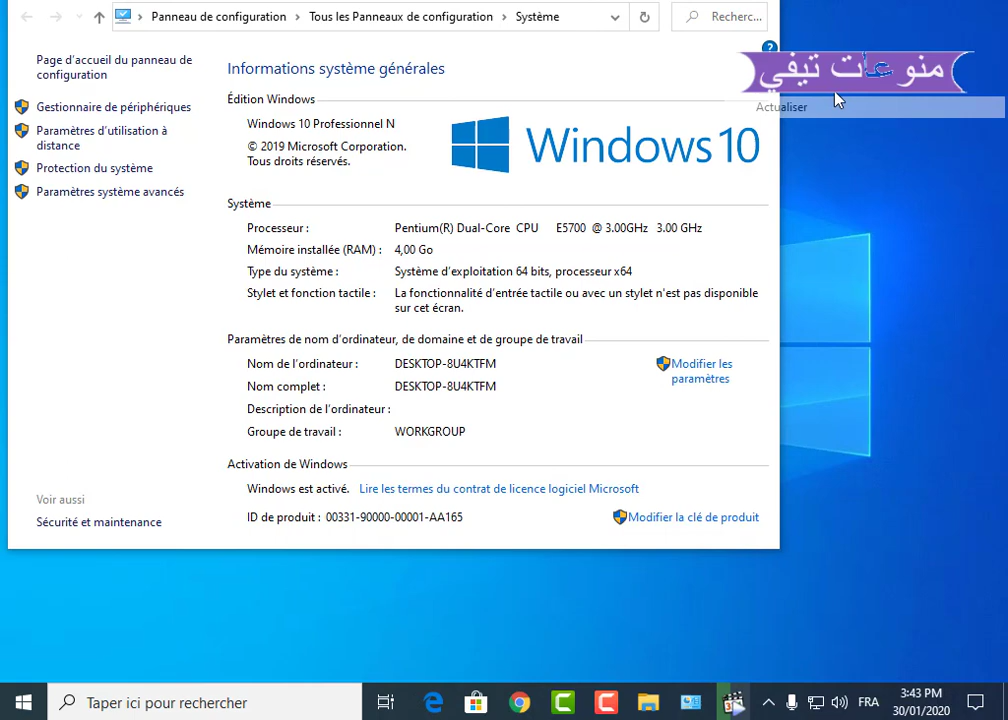 Panneau de configuration › Tous les Panneaux de configuration › Système
Recherc...
Page d'accueil du panneau de
configuration
Gestionnaire de périphériques
Paramètres d'utilisation à
distance
Protection du système
Paramètres système avancés
Voir aussi
Sécurité et maintenance
?
منوعات تيفي
Actualiser
Informations système générales
Édition Windows
Windows 10 Professionnel N
© 2019 Microsoft Corporation.
Tous droits réservés.
Windows 10
Système
Processeur : Pentium(R) Dual-Core CPU E5700 @ 3.00GHz 3.00 GHz
Mémoire installée (RAM) : 4,00 Go
Type du système : Système d'exploitation 64 bits, processeur x64
Stylet et fonction tactile : La fonctionnalité d'entrée tactile ou avec un stylet n'est pas disponible
sur cet écran.
Paramètres de nom d'ordinateur, de domaine et de groupe de travail
Nom de l'ordinateur : DESKTOP-8U4KTFM
Modifier les
paramètres
Nom complet : DESKTOP-8U4KTFM
Description de l'ordinateur :
Groupe de travail : WORKGROUP
Activation de Windows
Windows est activé. Lire les termes du contrat de licence logiciel Microsoft
ID de produit : 00331-90000-00001-AA165
Modifier la clé de produit
Taper ici pour rechercher
FRA
3:43 PM
30/01/2020